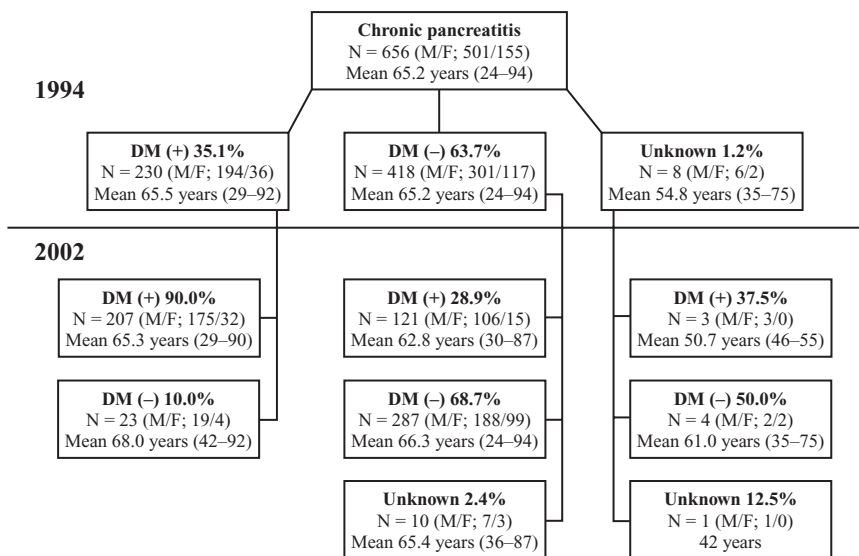 Chronic pancreatitis
N = 656 (M/F; 501/155)
Mean 65.2 years (24–94)
1994
DM (+) 35.1%
N = 230 (M/F; 194/36)
Mean 65.5 years (29–92)
DM (–) 63.7%
N = 418 (M/F; 301/117)
Mean 65.2 years (24–94)
Unknown 1.2%
N = 8 (M/F; 6/2)
Mean 54.8 years (35–75)
2002
DM (+) 90.0%
N = 207 (M/F; 175/32)
Mean 65.3 years (29–90)
DM (+) 28.9%
N = 121 (M/F; 106/15)
Mean 62.8 years (30–87)
DM (+) 37.5%
N = 3 (M/F; 3/0)
Mean 50.7 years (46–55)
DM (–) 10.0%
N = 23 (M/F; 19/4)
Mean 68.0 years (42–92)
DM (–) 68.7%
N = 287 (M/F; 188/99)
Mean 66.3 years (24–94)
DM (–) 50.0%
N = 4 (M/F; 2/2)
Mean 61.0 years (35–75)
Unknown 2.4%
N = 10 (M/F; 7/3)
Mean 65.4 years (36–87)
Unknown 12.5%
N = 1 (M/F; 1/0)
42 years